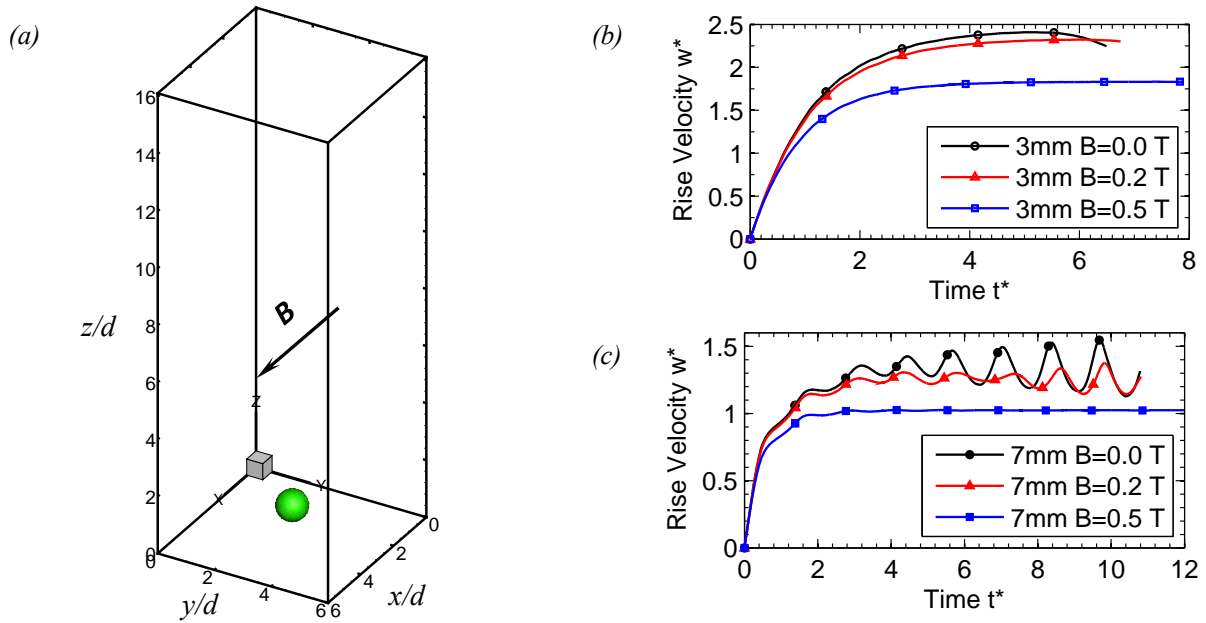 (a)
16
14
12
10
z/d
8
6
4
2
0
0
2
y/d
4
6
6
4
x/d
2
0
B
Z
X
Y
(b)
Rise Velocity w*
2.5
2
1.5
1
0.5
0
0 2 4 6 8
Time t*
3mm B=0.0 T
3mm B=0.2 T
3mm B=0.5 T
(c)
Rise Velocity w*
1.5
1
0.5
0
0 2 4 6 8 10 12
Time t*
7mm B=0.0 T
7mm B=0.2 T
7mm B=0.5 T